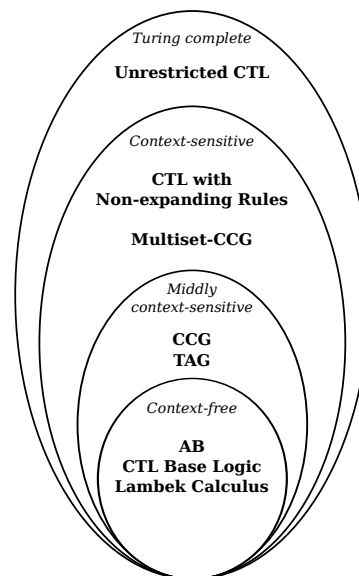 Turing complete
Unrestricted CTL
Context-sensitive
CTL with
Non-expanding Rules
Multiset-CCG
Middly
context-sensitive
CCG
TAG
Context-free
AB
CTL Base Logic
Lambek Calculus